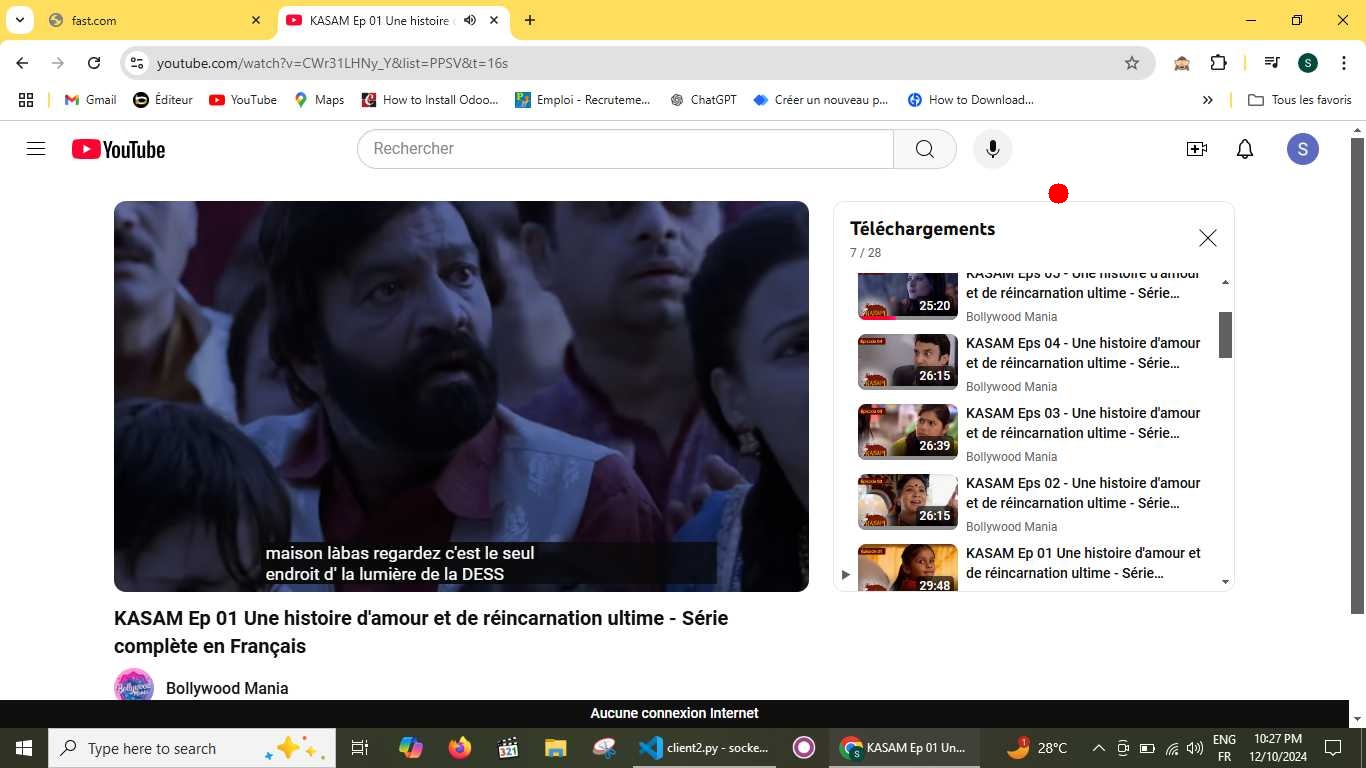 fast.com
KASAM Ep 01 Une histoire
youtube.com/watch?v=CWr31LHNy_Y&list=PPSV&t=16s
S
Gmail
Éditeur
YouTube
Maps
How to Install Odoo...
Emploi - Recruteme...
ChatGPT
Créer un nouveau p...
How to Download...
Tous les favoris
YouTube
Rechercher
S
Téléchargements
7 / 28
KASAM Eps 05 - Une histoire d'amour
et de réincarnation ultime - Série...
25:20
Bollywood Mania
KASAM Eps 04 - Une histoire d'amour
et de réincarnation ultime - Série...
26:15
Bollywood Mania
KASAM Eps 03 - Une histoire d'amour
et de réincarnation ultime - Série...
26:39
Bollywood Mania
KASAM Eps 02 - Une histoire d'amour
et de réincarnation ultime - Série...
26:15
Bollywood Mania
KASAM Ep 01 Une histoire d'amour et
de réincarnation ultime - Série...
29:48
maison làbas regardez c'est le seul
endroit d' la lumière de la DESS
KASAM Ep 01 Une histoire d'amour et de réincarnation ultime - Série
complète en Français
Bollywood Mania
Aucune connexion Internet
Type here to search
client2.py - socke...
KASAM Ep 01 Un...
1
28°C
ENG
FR
10:27 PM
12/10/2024